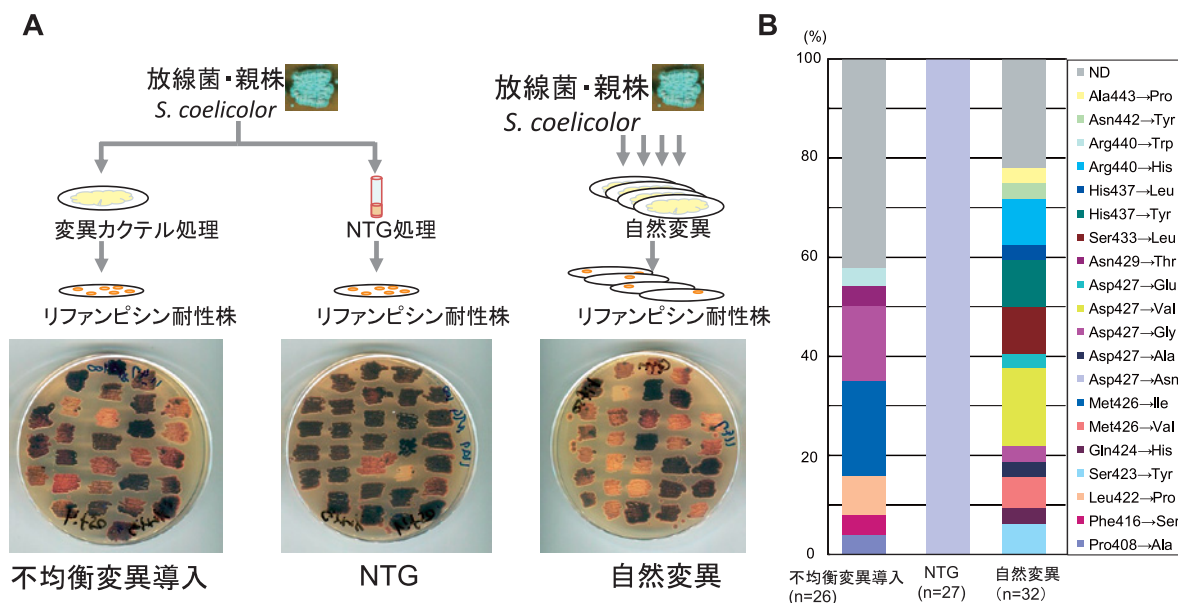 A
放線菌・親株
S. coelicolor
変異カクテル処理
NTG処理
リファンピシン耐性株
リファンピシン耐性株
不均衡変異導入
NTG
放線菌・親株
S. coelicolor
自然変異
リファンピシン耐性株
自然変異
B
(%)
100
80
60
40
20
0
不均衡変異導入
(n=26)
NTG
(n=27)
自然変異
(n=32)
ND
Ala443→Pro
Asn442→Tyr
Arg440→Trp
Arg440→His
His437→Leu
His437→Tyr
Ser433→Leu
Asn429→Thr
Asp427→Glu
Asp427→Val
Asp427→Gly
Asp427→Ala
Asp427→Asn
Met426→Ile
Met426→Val
Gln424→His
Ser423→Tyr
Leu422→Pro
Phe416→Ser
Pro408→Ala